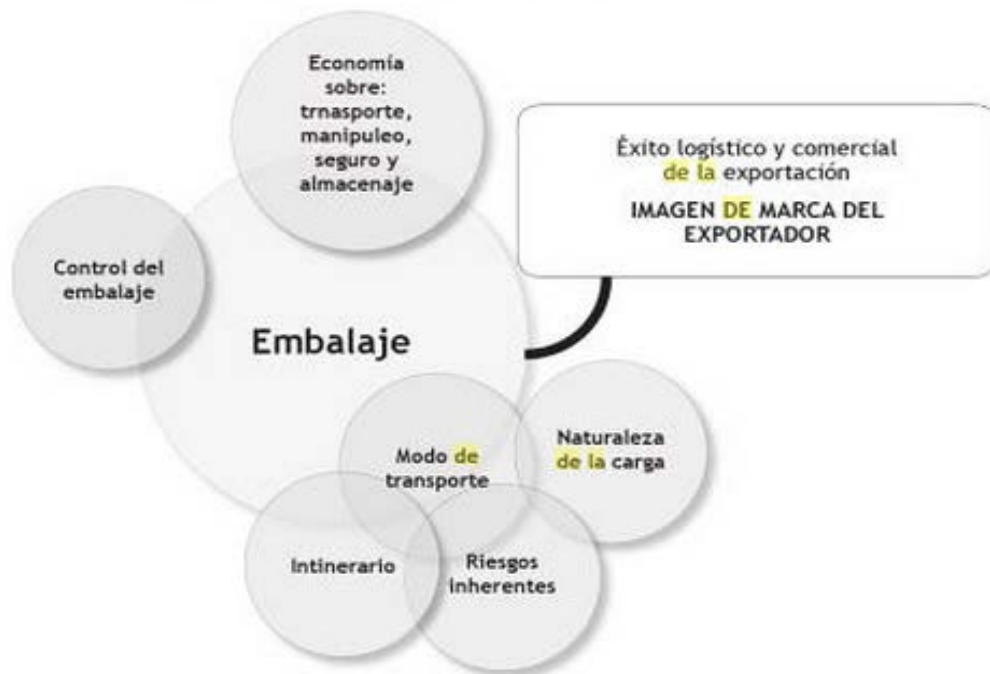 Economía
sobre:
trnasporte,
manipuleo,
seguro y
almacenaje
Éxito logístico y comercial
de la exportación
IMAGEN DE MARCA DEL
EXPORTADOR
Control del
embalaje
Embalaje
Naturaleza
de la carga
Modo de
transporte
Intinerario
Riesgos
inherentes